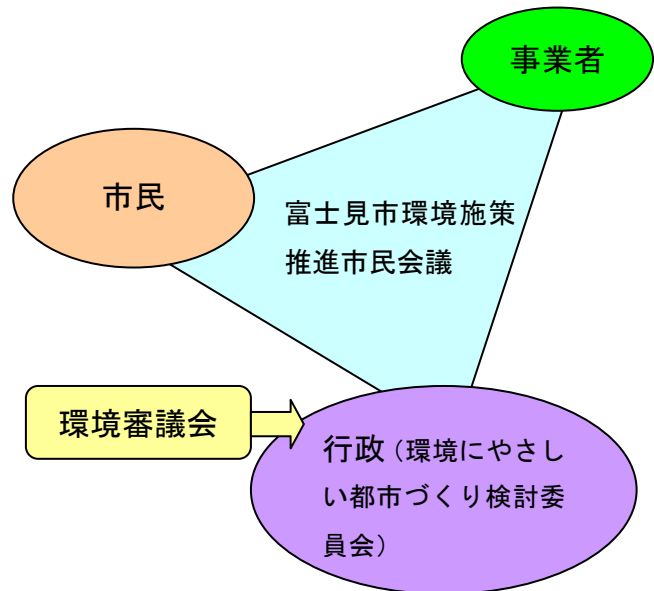 事業者
市民
富士見市環境施策
推進市民会議
環境審議会
行政（環境にやさし
い都市づくり検討委
員会）